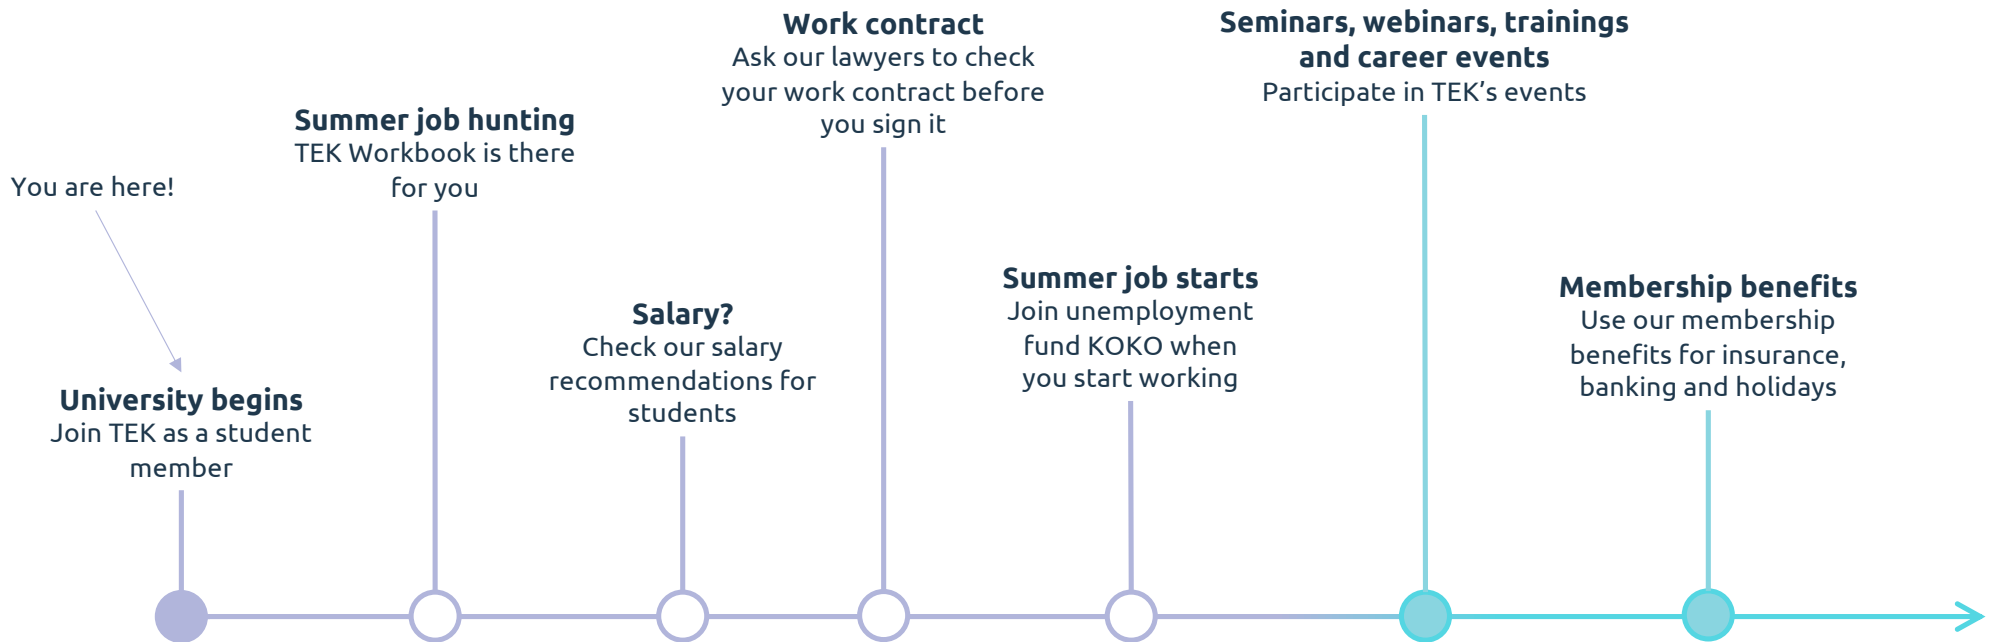 You are here!
University begins
Join TEK as a student
member
Summer job hunting
TEK Workbook is there
for you
Salary?
Check our salary
recommendations for
students
Work contract
Ask our lawyers to check
your work contract before
you sign it
Summer job starts
Join unemployment
fund KOKO when
you start working
Seminars, webinars, trainings
and career events
Participate in TEK’s events
Membership benefits
Use our membership
benefits for insurance,
banking and holidays